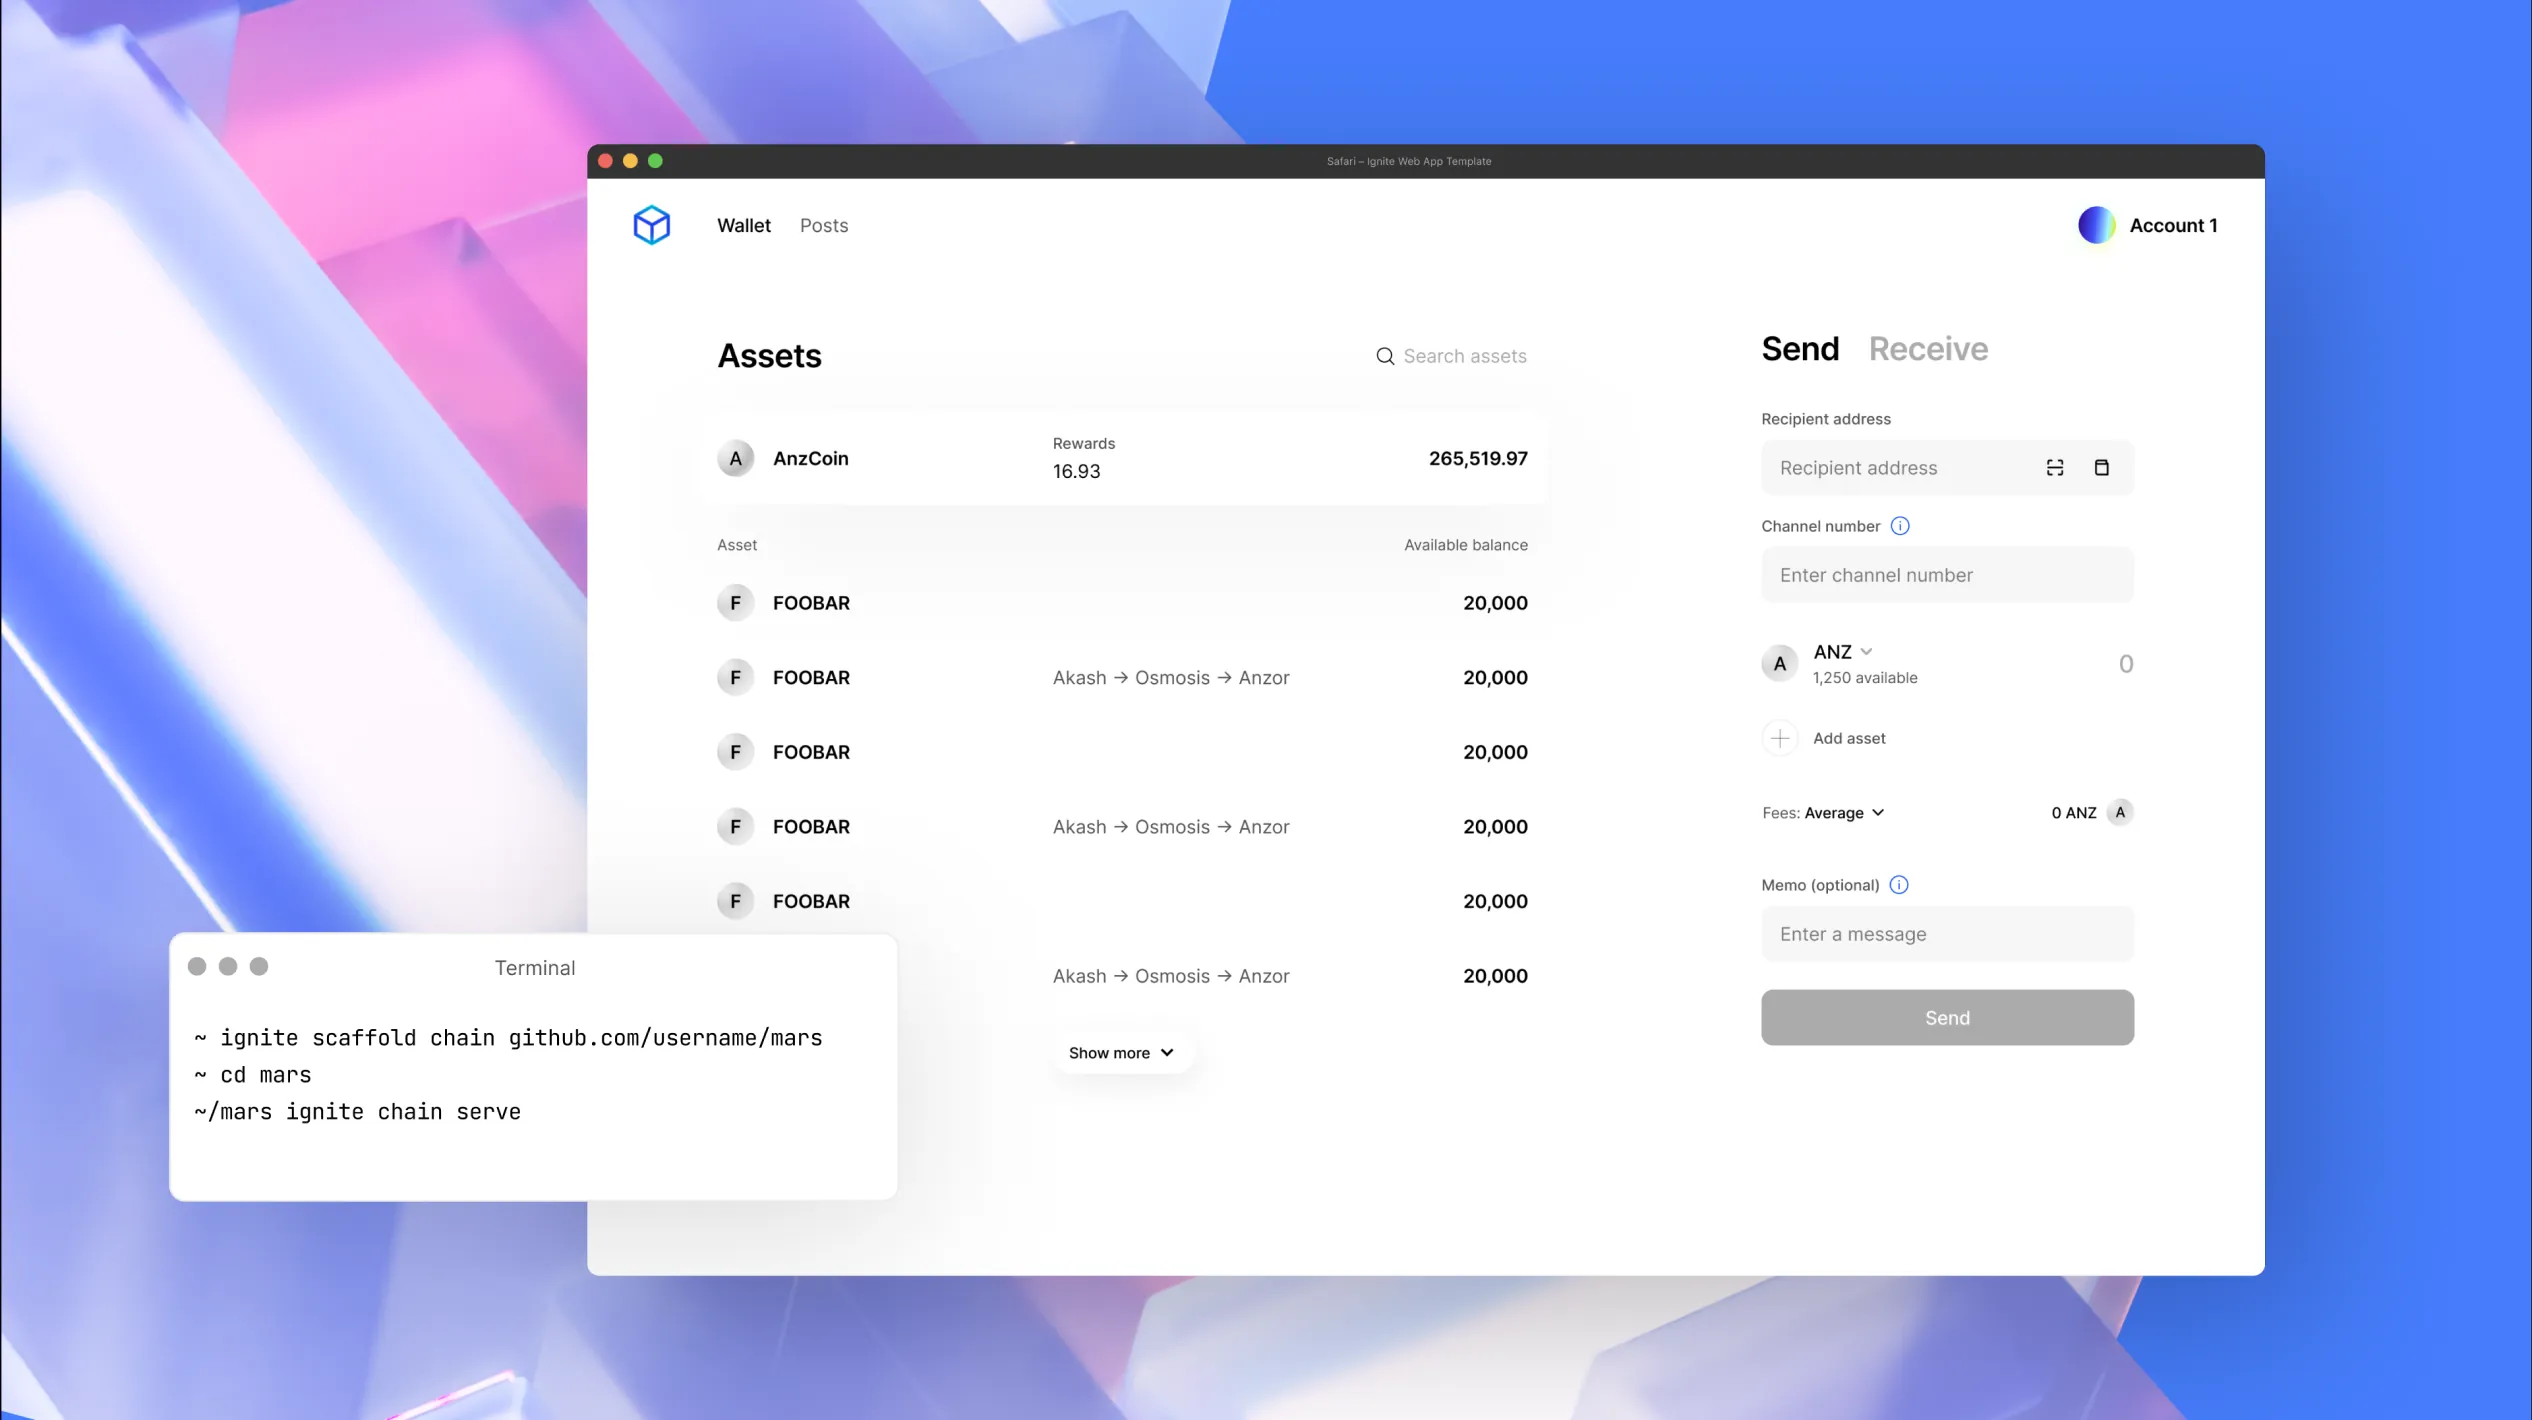 Safari – Ignite Web App Template
Wallet Posts
Account 1
Assets
Search assets
A AnzCoin
Rewards
16.93
265,519.97
Asset Available balance
F FOOBAR 20,000
F FOOBAR Akash → Osmosis → Anzor 20,000
F FOOBAR 20,000
F FOOBAR Akash → Osmosis → Anzor 20,000
F FOOBAR 20,000
Akash → Osmosis → Anzor 20,000
Show more
Send Receive
Recipient address
Recipient address
Channel number
Enter channel number
A ANZ 0
1,250 available
Add asset
Fees: Average 0 ANZ A
Memo (optional)
Enter a message
Send
Terminal
~ ignite scaffold chain github.com/username/mars
~ cd mars
~/mars ignite chain serve